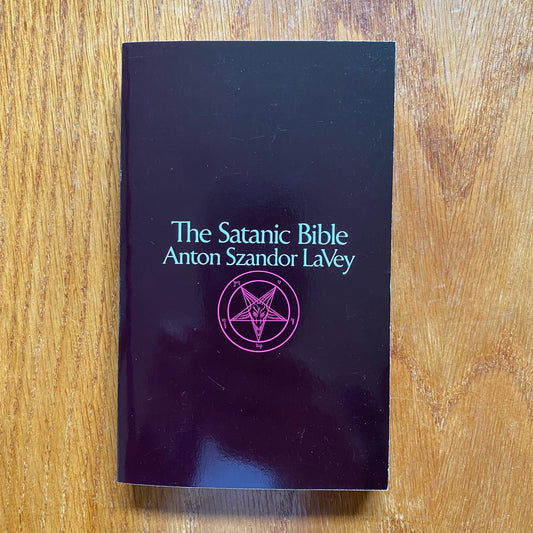 The Satanic Bible
Anton Szandor LaVey